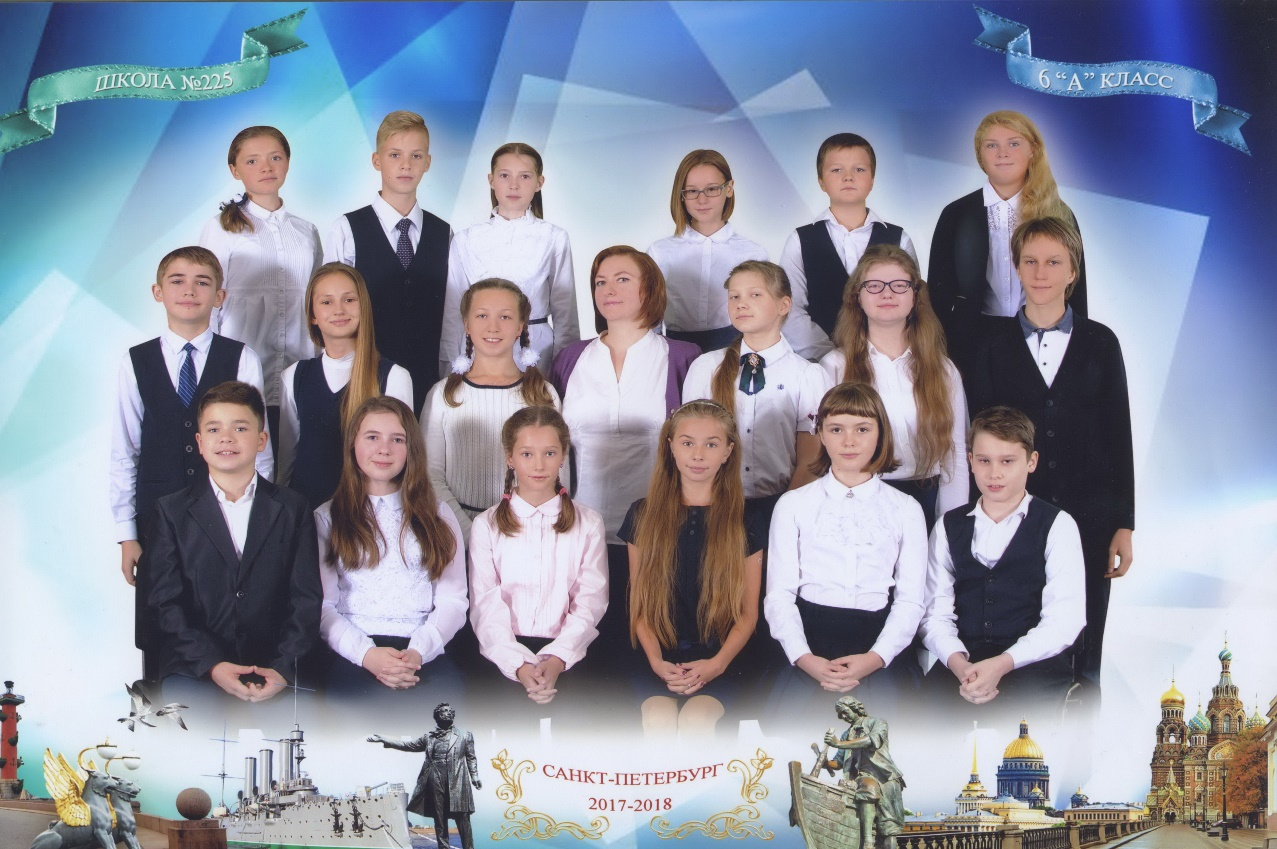 ШКОЛА №225
6 "А" КЛАСС
САНКТ-ПЕТЕРБУРГ
2017-2018